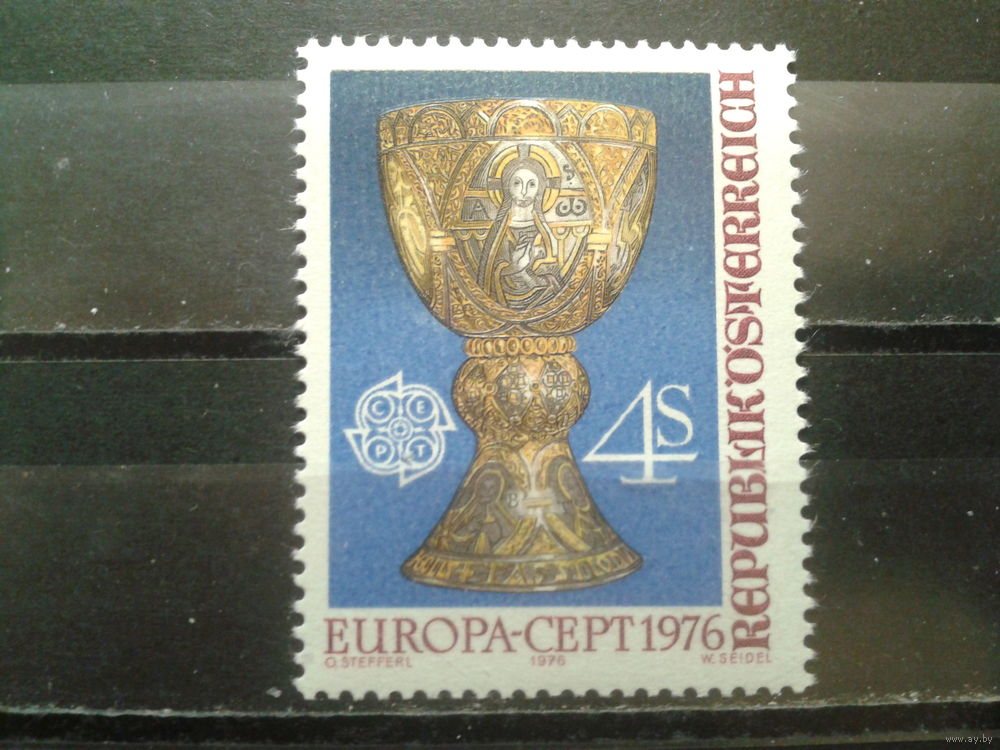 REPUBLIK ÖSTERREICH
A ω
S
C E
P T
4S
EUROPA-CEPT 1976
O. STEFFERL 1976 W. SEIDEL
www.ay.by